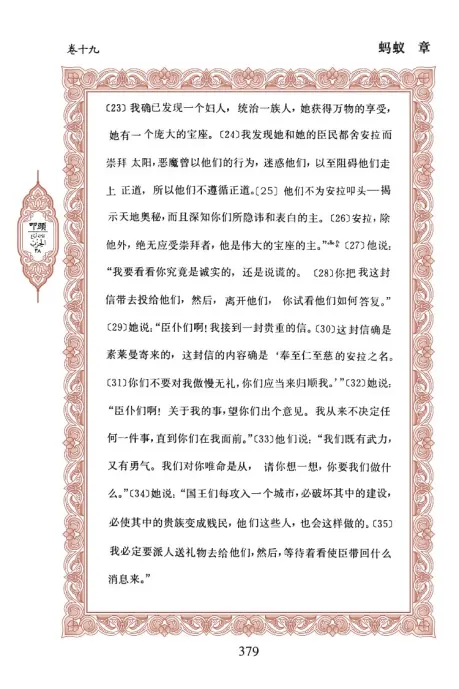 卷十九
蚂蚁 章
〔23〕我确已发现一个妇人，统治一族人，她获得万物的享受，
她有一个庞大的宝座。〔24〕我发现她和她的臣民都舍安拉而
崇拜 太阳，恶魔曾以他们的行为，迷惑他们，以至阻碍他们走
上 正道，所以他们不遵循正道。[25] 他们不为安拉叩头—揭
示天地奥秘，而且深知你们所隐讳和表白的主。〔26〕安拉，除
他外，绝无应受崇拜者，他是伟大的宝座的主。”〔27〕他说：
“我要看看你究竟是诚实的，还是说谎的。 〔28〕你把我这封
信带去投给他们，然后， 离开他们， 你试看他们如何答复。”
〔29〕她说：“臣仆们啊！我接到一封贵重的信。〔30〕这封信确是
素莱曼寄来的，这封信的内容确是 ‘奉至仁至慈的安拉之名。
〔31〕你们不要对我傲慢无礼，你们应当来归顺我。’”〔32〕她说：
“臣仆们啊！ 关于我的事，望你们出个意见。我从来不决定任
何一件事，直到你们在我面前。”〔33〕他们说：“我们既有武力，
又有勇气。我们对你唯命是从， 请你想一想，你要我们做什
么。”〔34〕她说：“国王们每攻入一个城市，必破坏其中的建设，
必使其中的贵族变成贱民，他们这些人，也会这样做的。〔35〕
我必定要派人送礼物去给他们，然后，等待着看使臣带回什么
消息来。”
叩頭
379